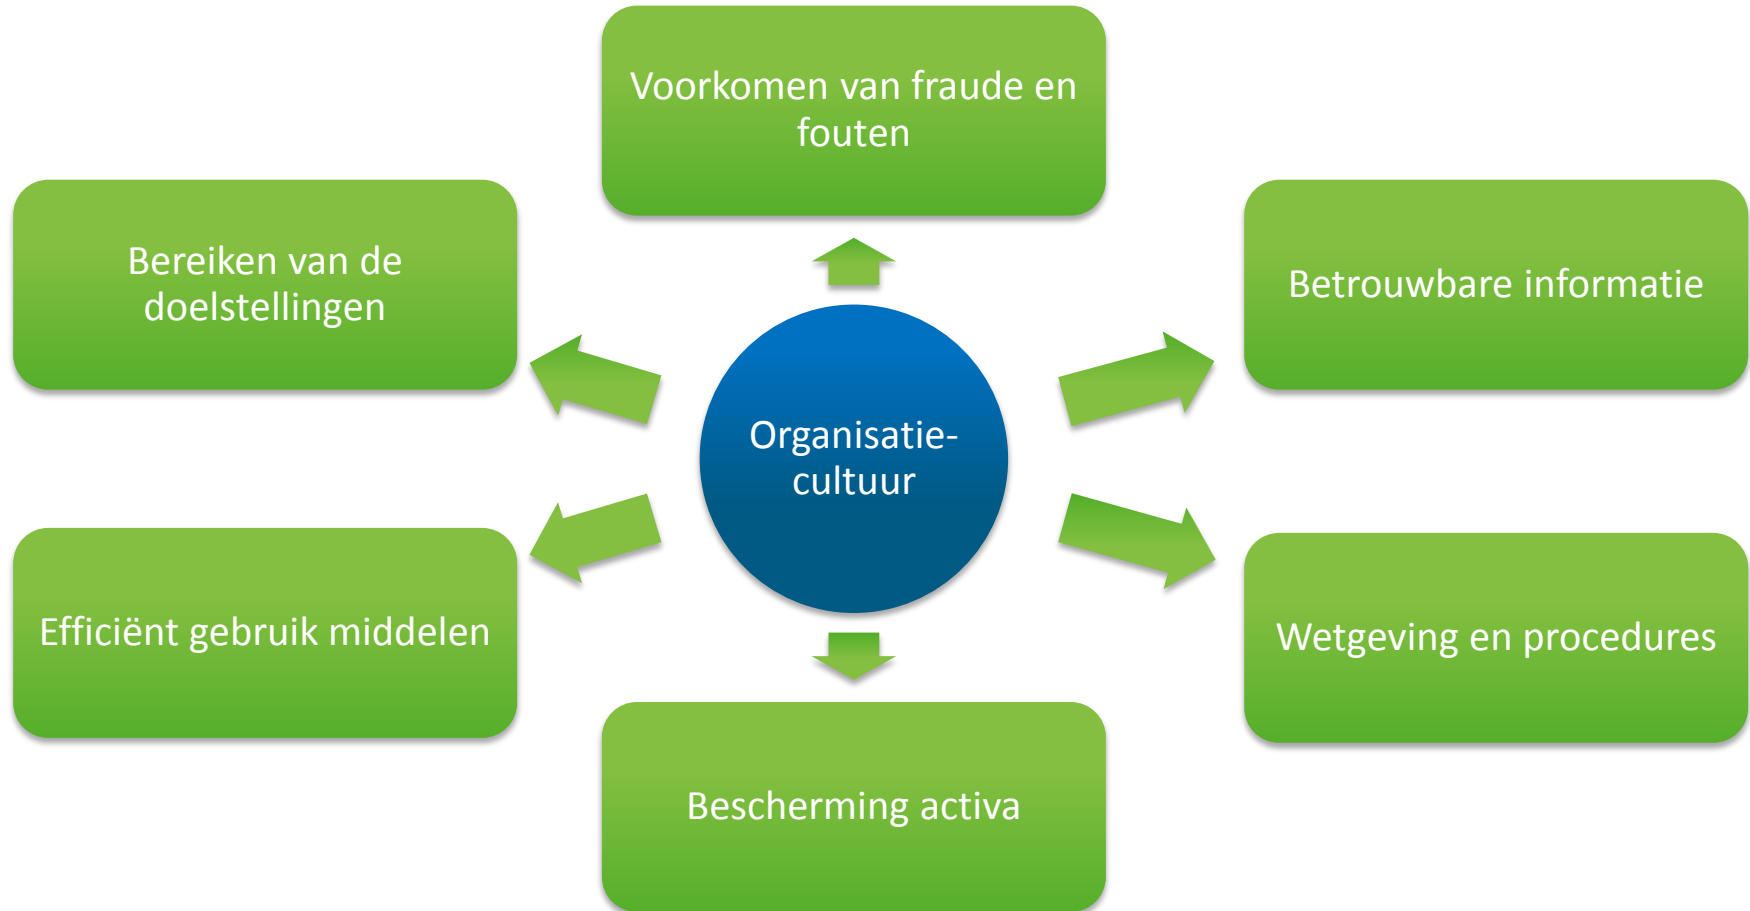 Voorkomen van fraude en
fouten
Bereiken van de
doelstellingen
Betrouwbare informatie
Organisatie-
cultuur
Efficiënt gebruik middelen
Wetgeving en procedures
Bescherming activa